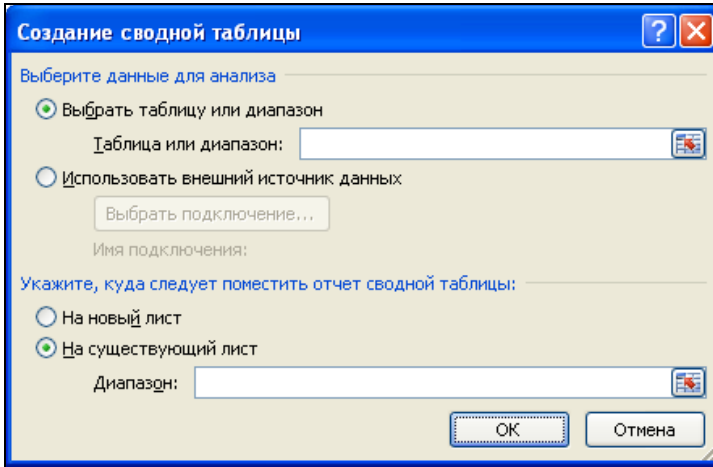 Создание сводной таблицы
Выберите данные для анализа
Выбрать таблицу или диапазон
Таблица или диапазон:
Использовать внешний источник данных
Выбрать подключение...
Имя подключения:
Укажите, куда следует поместить отчет сводной таблицы:
На новый лист
На существующий лист
Диапазон:
ОК Отмена